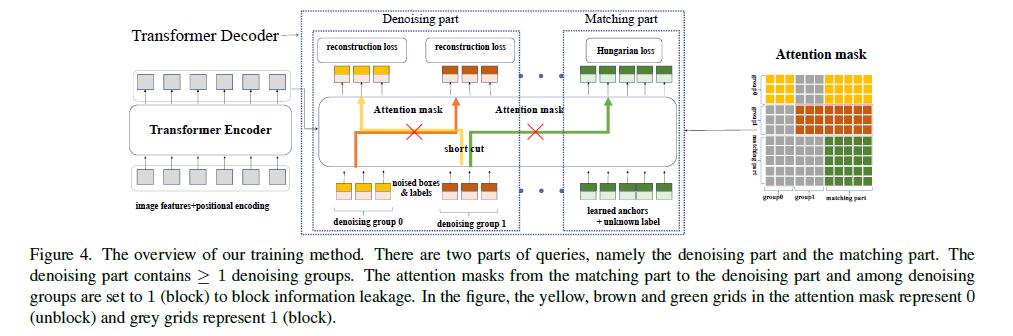 Denoising part
Matching part
Transformer Decoder
reconstruction loss
reconstruction loss
Hungarian loss
Attention mask
Attention mask
Attention mask
Transformer Encoder
short cut
group0
group1
matching part
noised boxes
& labels
image features+positional encoding
denoising group 0
denoising group 1
learned anchors
+ unknown label
group0
group1
matching part
Figure 4. The overview of our training method. There are two parts of queries, namely the denoising part and the matching part. The
denoising part contains ≥ 1 denoising groups. The attention masks from the matching part to the denoising part and among denoising
groups are set to 1 (block) to block information leakage. In the figure, the yellow, brown and green grids in the attention mask represent 0
(unblock) and grey grids represent 1 (block).